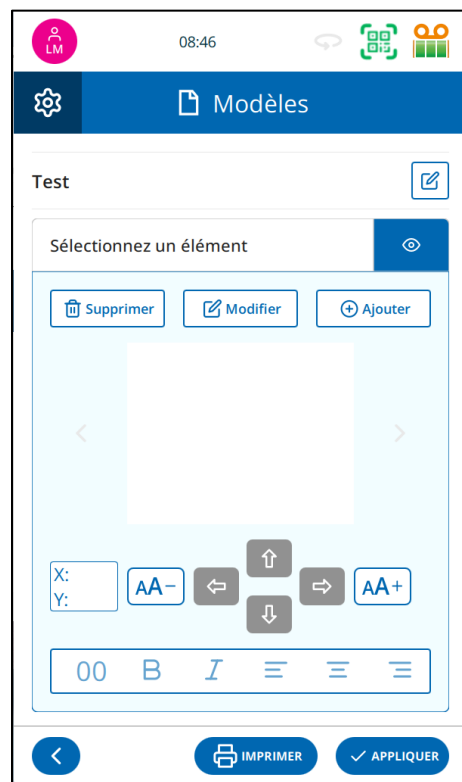 LM
08:46
Modèles
Test
Sélectionnez un élément
Supprimer Modifier Ajouter
X:
Y:
AA− AA+
00 B I
IMPRIMER APPLIQUER